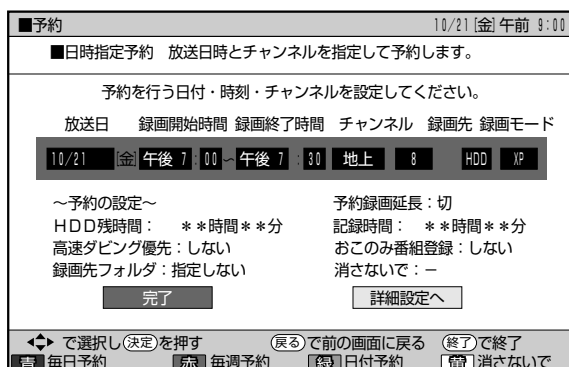 ■予約 10/21[金]午前 9:00
■日時指定予約 放送日時とチャンネルを指定して予約します。
予約を行う日付・時刻・チャンネルを設定してください。
放送日 録画開始時間 録画終了時間 チャンネル 録画先 録画モード
10/21 [金] 午後 7:00～午後 7:30 地上 8 HDD XP
～予約の設定～ 予約録画延長:切
HDD残時間: **時間**分 記録時間: **時間**分
高速ダビング優先:しない おこのみ番組登録:しない
録画先フォルダ:指定しない 消さないで:－
完了 詳細設定へ
で選択し 決定 を押す 戻る で前の画面に戻る 終了 で終了
青 毎日予約 赤 毎週予約 緑 日付予約 黄 消さないで